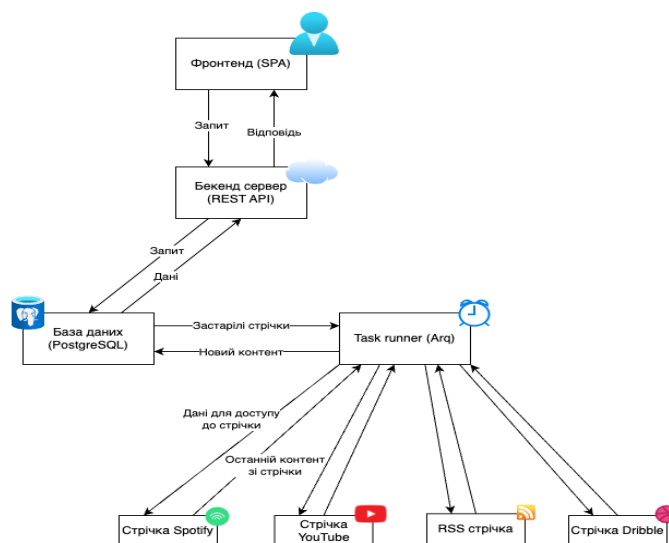 Фронтенд (SPA)
Запит
Відповідь
Бекенд сервер
(REST API)
Запит
Дані
База даних
(PostgreSQL)
Застарілі стрічки
Новий контент
Task runner (Arq)
Дані для доступу
до стрічки
Останній контент
зі стрічки
Стрічка Spotify
Стрічка
YouTube
RSS стрічка
Стрічка Dribble